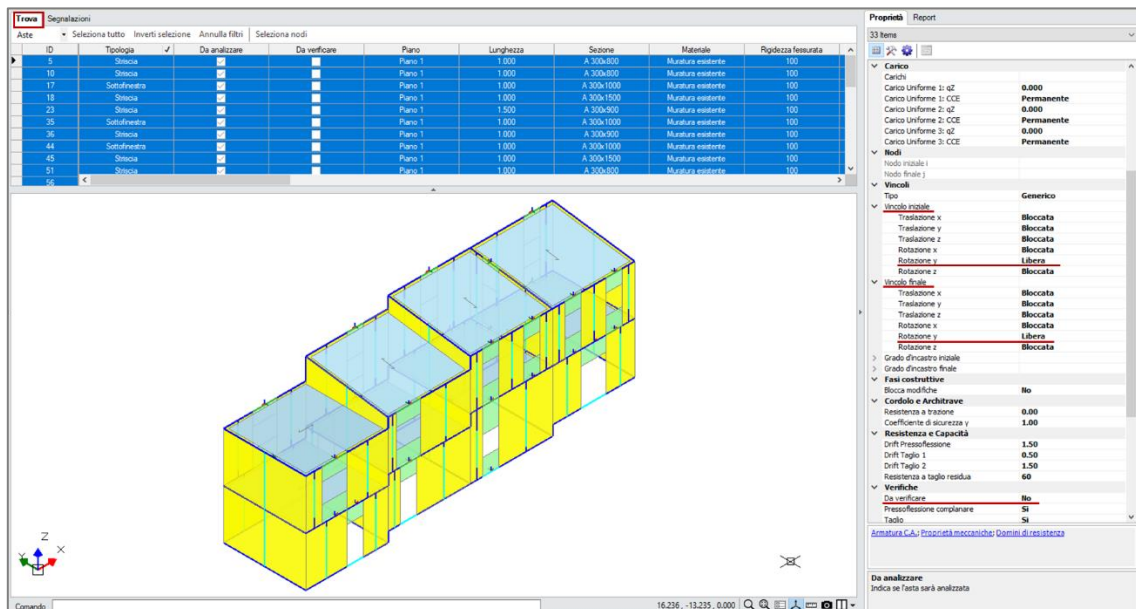 Trova Segnalazioni
Aste Seleziona tutto Inverti selezione Annulla filtri Seleziona nodi
ID Tipologia Da analizzare Da verificare Piano Lunghezza Sezione Materiale Rigidezza fessurata
5 Striscia Piano 1 1.000 A 300x800 Muratura esistente 100
10 Striscia Piano 1 1.000 A 300x800 Muratura esistente 100
17 Sottofinestra Piano 1 1.000 A 300x1000 Muratura esistente 100
18 Striscia Piano 1 1.000 A 300x1500 Muratura esistente 100
23 Striscia Piano 1 1.500 A 300x900 Muratura esistente 100
35 Sottofinestra Piano 1 1.000 A 300x1000 Muratura esistente 100
36 Striscia Piano 1 1.000 A 300x900 Muratura esistente 100
44 Sottofinestra Piano 1 1.000 A 300x1000 Muratura esistente 100
45 Striscia Piano 1 1.000 A 300x1500 Muratura esistente 100
51 Striscia Piano 1 1.000 A 300x800 Muratura esistente 100
56
Z
X
Y
Comando
16.236 , -13.235 , 0.000
Proprietà Report
33 Items
Carico
Carichi
Carico Uniforme 1: qZ 0.000
Carico Uniforme 1: CCE Permanente
Carico Uniforme 2: qZ 0.000
Carico Uniforme 2: CCE Permanente
Carico Uniforme 3: qZ 0.000
Carico Uniforme 3: CCE Permanente
Nodi
Nodo iniziale i
Nodo finale j
Vincoli
Tipo Generico
Vincolo iniziale
Traslazione x Bloccata
Traslazione y Bloccata
Traslazione z Bloccata
Rotazione x Bloccata
Rotazione y Libera
Rotazione z Bloccata
Vincolo finale
Traslazione x Bloccata
Traslazione y Bloccata
Traslazione z Bloccata
Rotazione x Bloccata
Rotazione y Libera
Rotazione z Bloccata
Grado d'incastro iniziale
Grado d'incastro finale
Fasi costruttive
Blocca modifiche No
Cordolo e Architrave
Resistenza a trazione 0.00
Coefficiente di sicurezza γ 1.00
Resistenza e Capacità
Drift Pressoflessione 1.50
Drift Taglio 1 0.50
Drift Taglio 2 1.50
Resistenza a taglio residua 60
Verifiche
Da verificare No
Pressoflessione complanare Sì
Taglio Sì
Armatura C.A.; Proprietà meccaniche; Domini di resistenza
Da analizzare
Indica se l'asta sarà analizzata